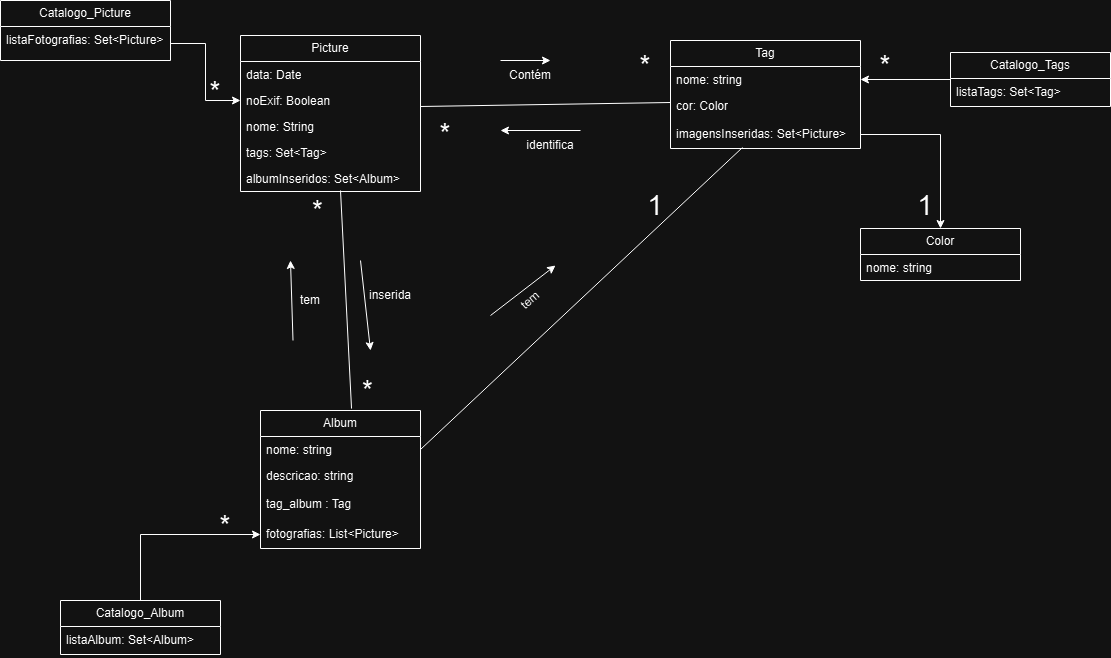 Catalogo_Picture
listaFotografias: Set<Picture>
*
Picture
data: Date
noExif: Boolean
nome: String
tags: Set<Tag>
albumInseridos: Set<Album>
Contém
*
*
identifica
Tag
nome: string
cor: Color
imagensInseridas: Set<Picture>
*
Catalogo_Tags
listaTags: Set<Tag>
1
Color
nome: string
*
tem
inserida
*
tem
1
Album
nome: string
descricao: string
tag_album : Tag
fotografias: List<Picture>
*
Catalogo_Album
listaAlbum: Set<Album>